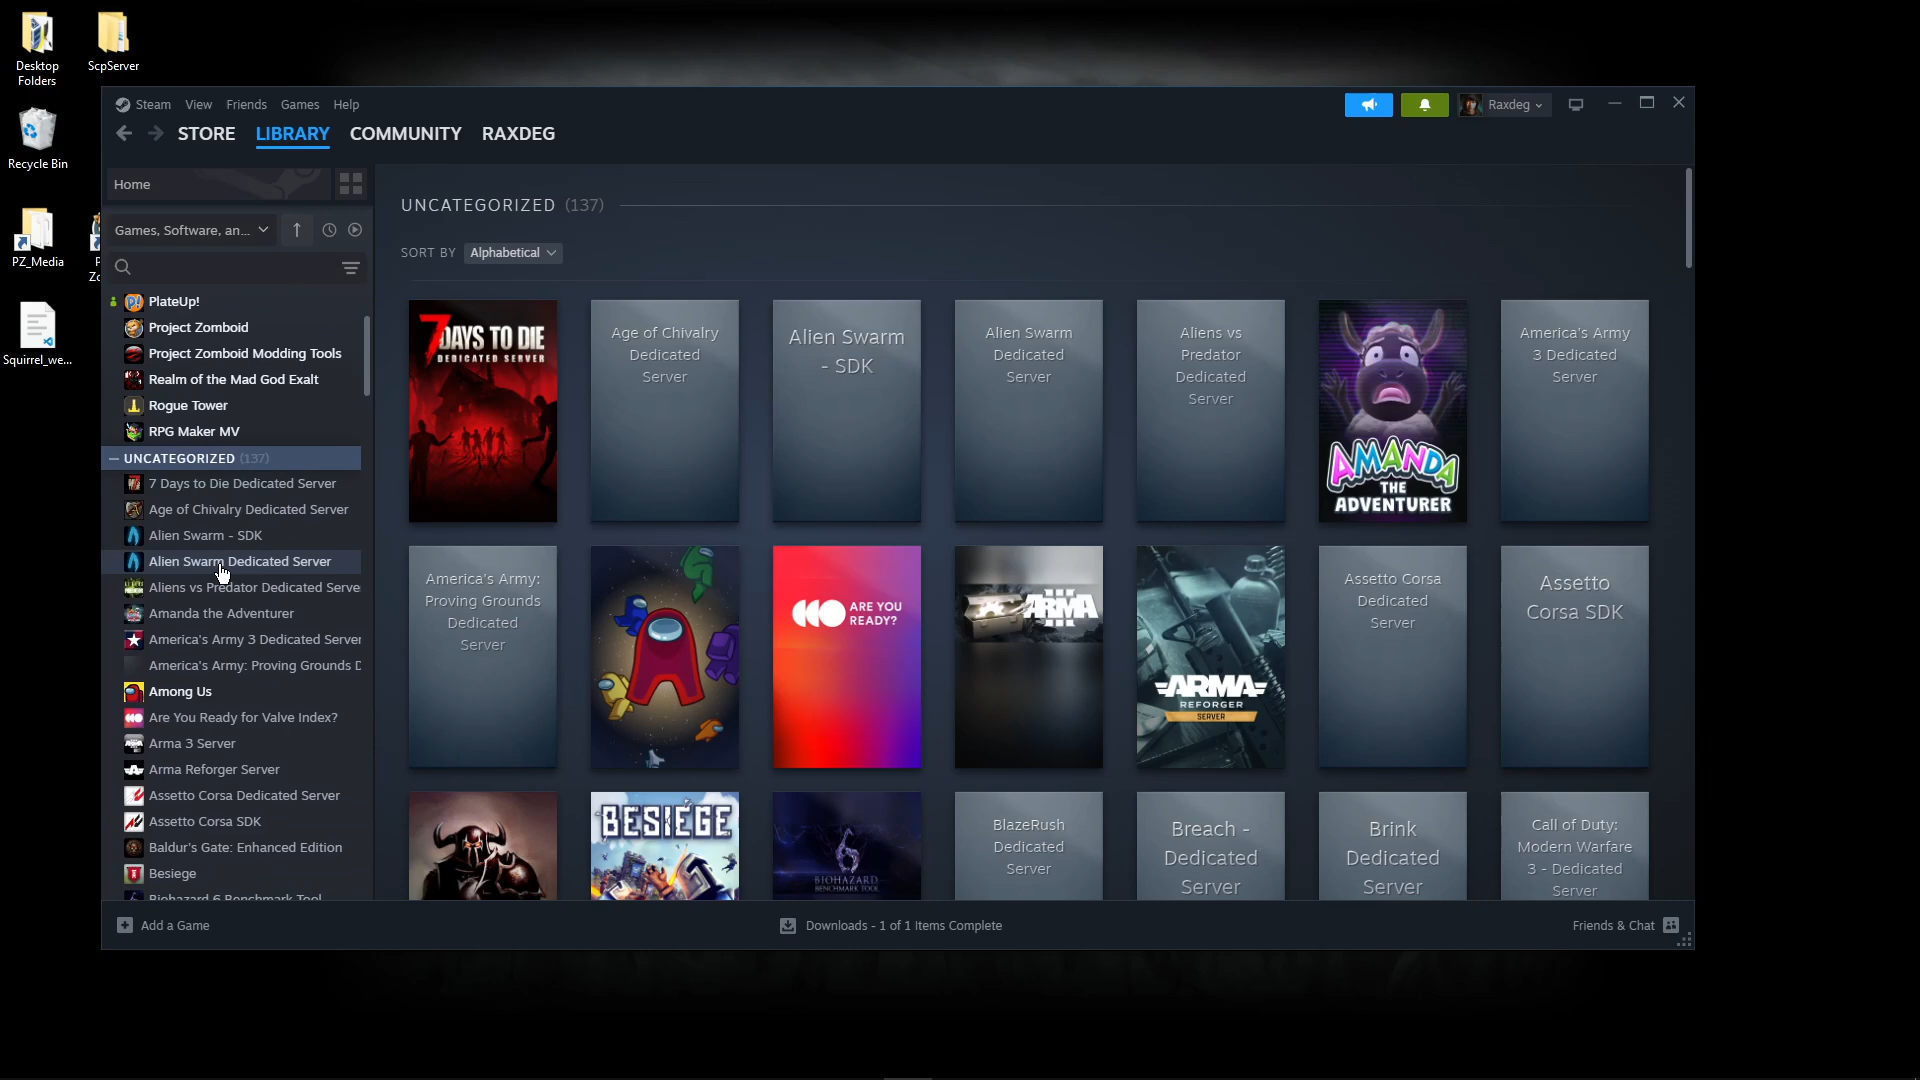 Desktop
Folders
ScpServer
Recycle Bin
PZ_Media
Squirrel_we...
Steam View Friends Games Help
Raxdeg
STORE LIBRARY COMMUNITY RAXDEG
Home
Games, Software, an...
PlateUp!
Project Zomboid
Project Zomboid Modding Tools
Realm of the Mad God Exalt
Rogue Tower
RPG Maker MV
UNCATEGORIZED (137)
7 Days to Die Dedicated Server
Age of Chivalry Dedicated Server
Alien Swarm - SDK
Alien Swarm Dedicated Server
Aliens vs Predator Dedicated Serve
Amanda the Adventurer
America's Army 3 Dedicated Server
America's Army: Proving Grounds D
Among Us
Are You Ready for Valve Index?
Arma 3 Server
Arma Reforger Server
Assetto Corsa Dedicated Server
Assetto Corsa SDK
Baldur's Gate: Enhanced Edition
Besiege
Biohazard 6 Benchmark Tool
UNCATEGORIZED (137)
SORT BY Alphabetical
7 DAYS TO DIE
DEDICATED SERVER
Age of Chivalry
Dedicated
Server
Alien Swarm
- SDK
Alien Swarm
Dedicated
Server
Aliens vs
Predator
Dedicated
Server
AMANDA
THE
ADVENTURER
America's Army
3 Dedicated
Server
America's Army:
Proving Grounds
Dedicated
Server
ARE YOU
READY?
ARMA
III
ARMA
REFORGER
SERVER
Assetto Corsa
Dedicated
Server
Assetto
Corsa SDK
BESIEGE
6
BIOHAZARD
BENCHMARK TOOL
BlazeRush
Dedicated
Server
Breach -
Dedicated
Server
Brink
Dedicated
Server
Call of Duty:
Modern Warfare
3 - Dedicated
Server
Add a Game
Downloads - 1 of 1 Items Complete
Friends & Chat